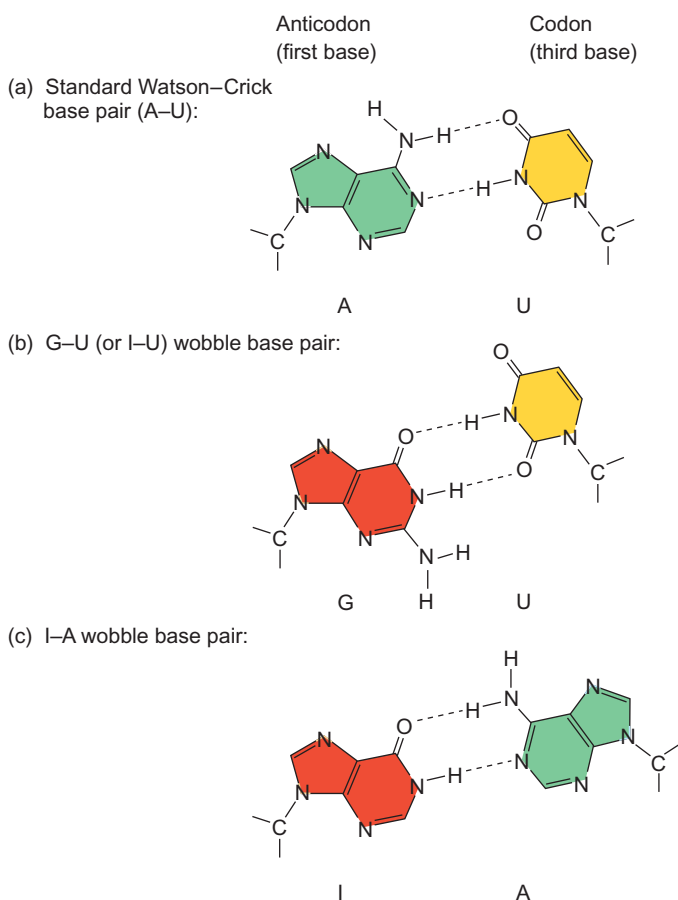 Anticodon
(first base)
Codon
(third base)
(a) Standard Watson–Crick
base pair (A–U):
H
N
H
O
N
N
H
N
N
N
N
O
C
C
A
U
(b) G–U (or I–U) wobble base pair:
O
O
H
N
N
N
H
O
N
N
C
N
C
N
H
H
G
U
(c) I–A wobble base pair:
H
O
H
N
N
N
N
H
N
N
N
N
C
C
N
I
A